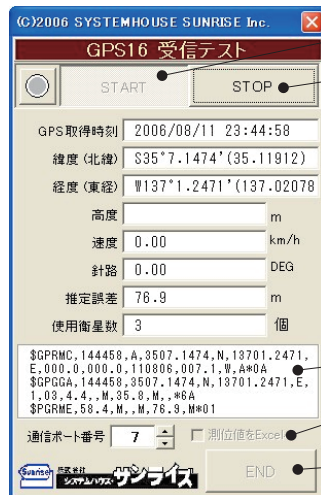 (C)2006 SYSTEMHOUSE SUNRISE Inc.
GPS16 受信テスト
START
STOP
GPS取得時刻 2006/08/11 23:44:58
緯度(北緯) S35°7.1474'(35.11912)
経度(東経) W137°1.2471'(137.02078
高度 m
速度 0.00 km/h
針路 0.00 DEG
推定誤差 76.9 m
使用衛星数 3 個
$GPRMC,144458,A,3507.1474,N,13701.2471,
E,000.0,000.0,110806,007.1,W,A*0A
$GPGGA,144458,3507.1474,N,13701.2471,E,
1,03,4.4,,M,35.8,M,,*6A
$PGRME,58.4,M,,M,76.9,M*01
通信ポート番号 7 測位値をExcel
Sunrise
システムハウス サンライズ
END